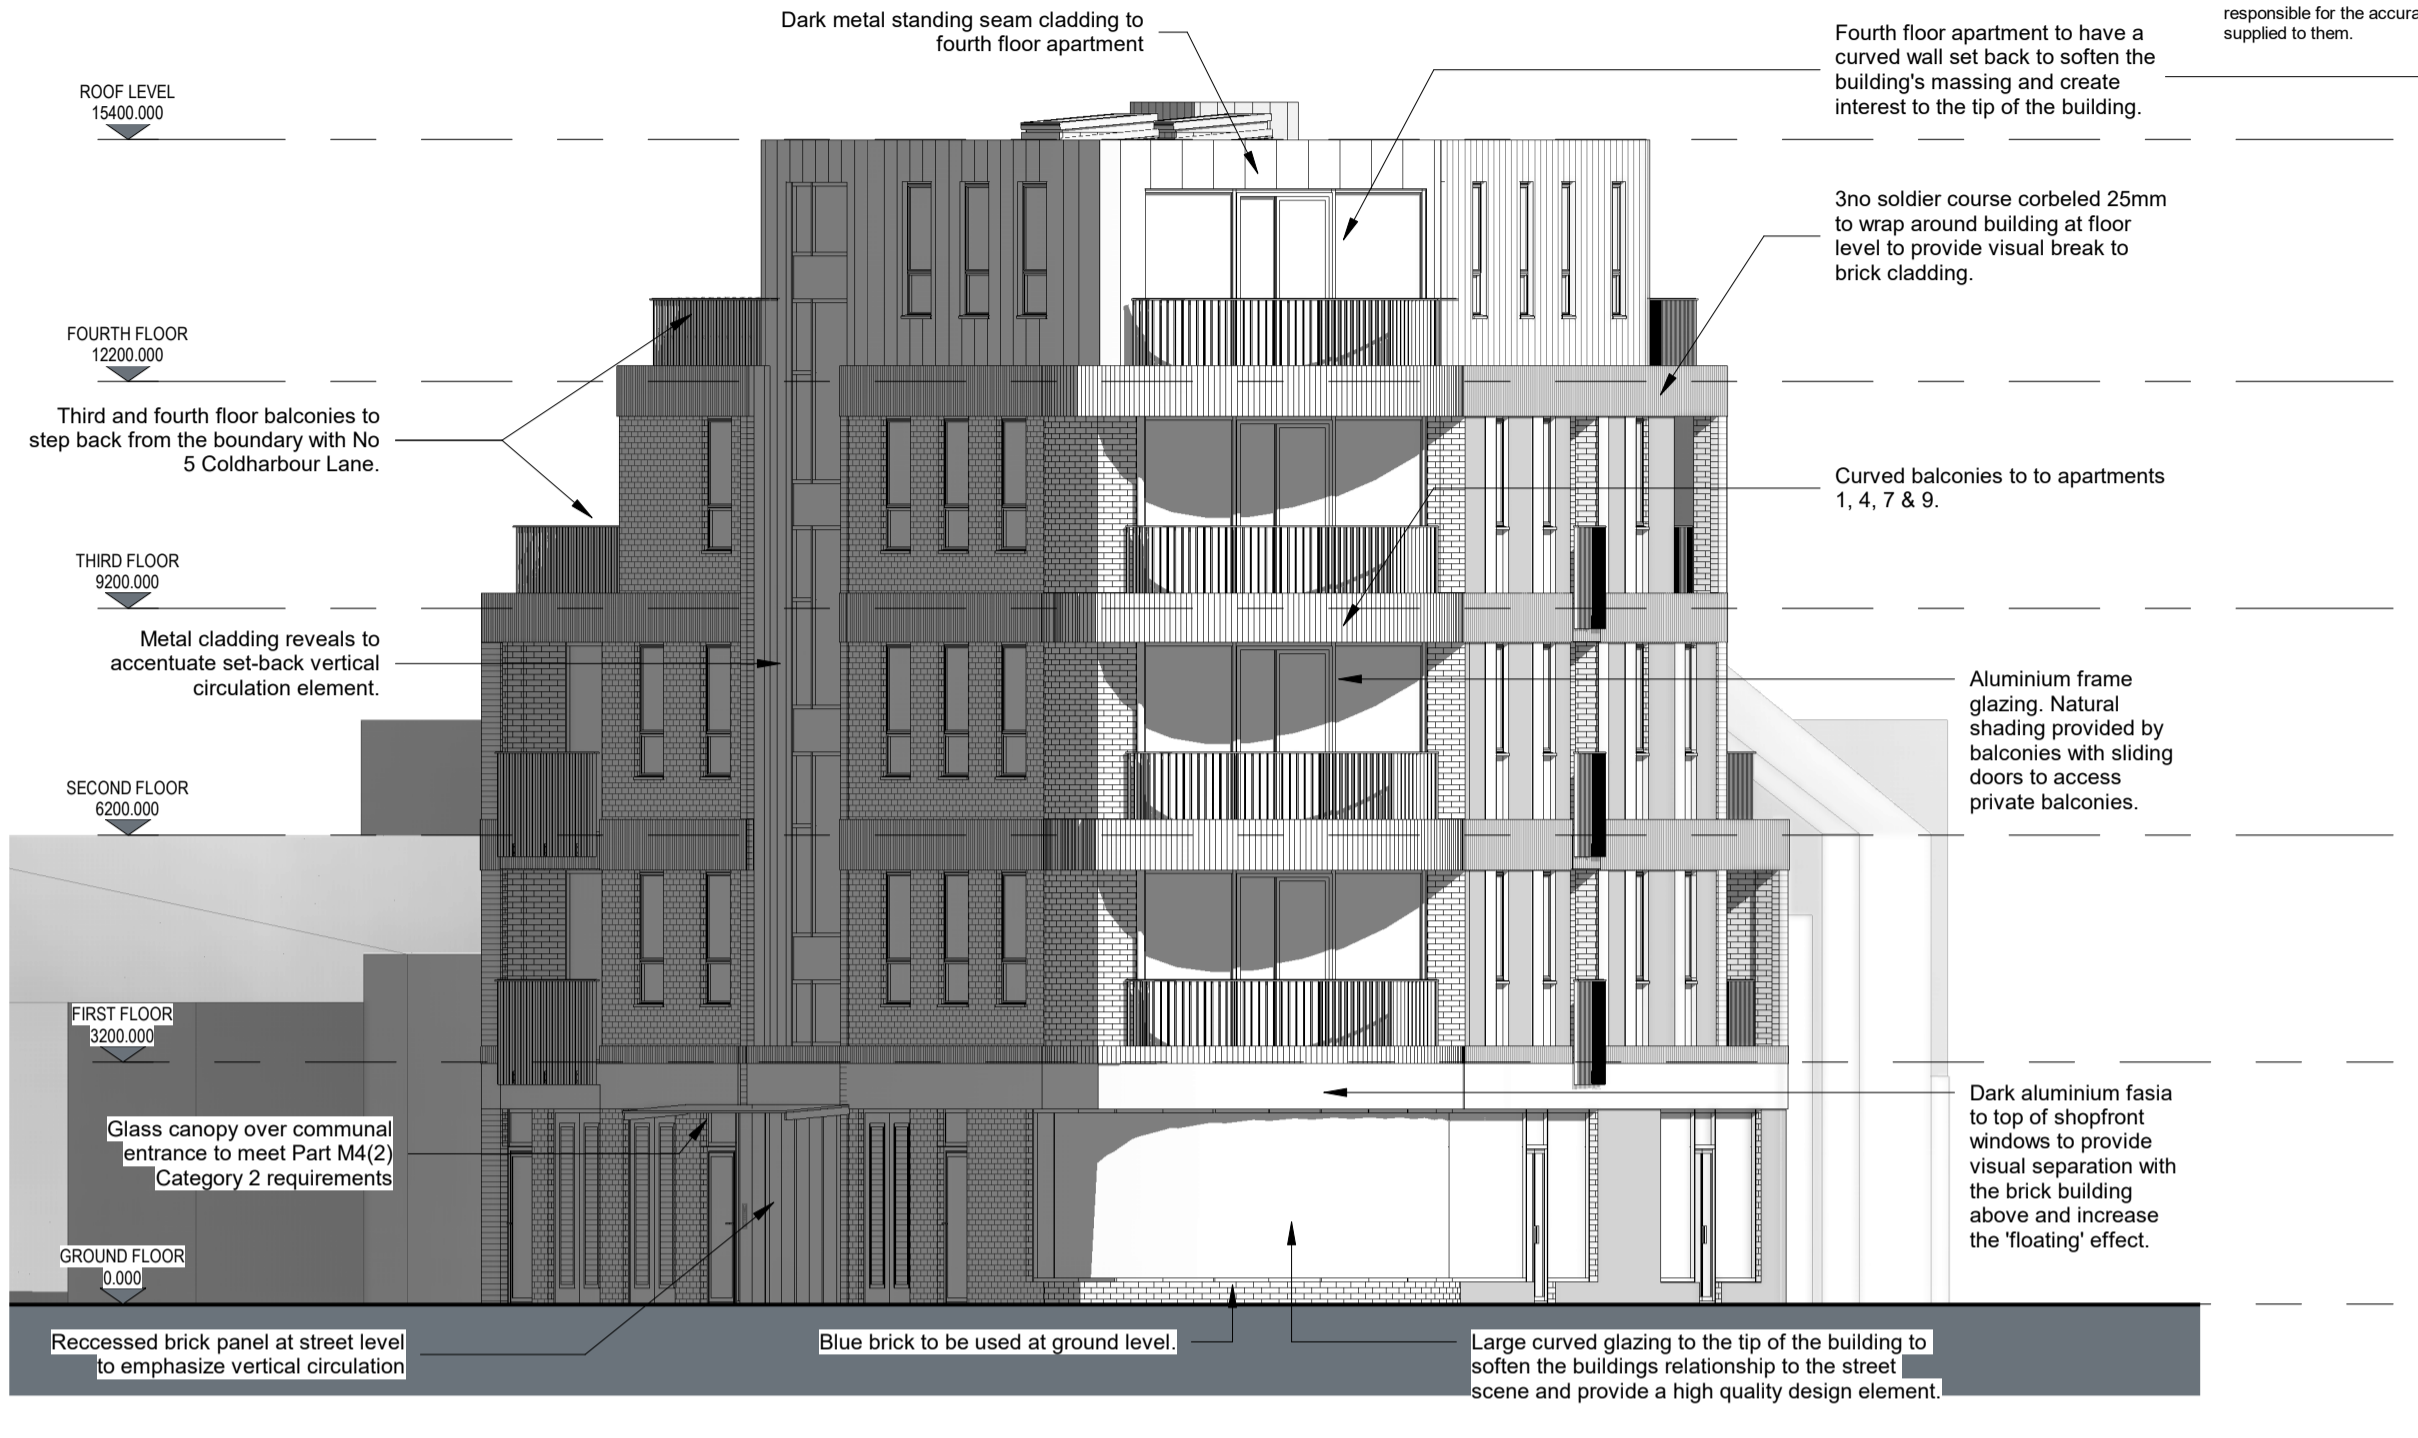 responsible for the
supplied to them.
Dark metal standing seam cladding to
fourth floor apartment
Fourth floor apartment to have a
curved wall set back to soften the
building's massing and create
interest to the tip of the building.
ROOF LEVEL
15400.000
3no soldier course corbeled 25mm
to wrap around building at floor
level to provide visual break to
brick cladding.
FOURTH FLOOR
12200.000
Third and fourth floor balconies to
step back from the boundary with No
5 Coldharbour Lane.
Curved balconies to to apartments
1, 4, 7 & 9.
THIRD FLOOR
9200.000
Metal cladding reveals to
accentuate set-back vertical
circulation element.
Aluminium frame
glazing. Natural
shading provided by
balconies with sliding
doors to access
private balconies.
SECOND FLOOR
6200.000
FIRST FLOOR
3200.000
Dark aluminium fasia
to top of shopfront
windows to provide
visual separation with
the brick building
above and increase
the 'floating' effect.
Glass canopy over communal
entrance to meet Part M4(2)
Category 2 requirements
GROUND FLOOR
0.000
Reccessed brick panel at street level
to emphasize vertical circulation
Blue brick to be used at ground level.
Large curved glazing to the tip of the building to
soften the buildings relationship to the street
scene and provide a high quality design element.